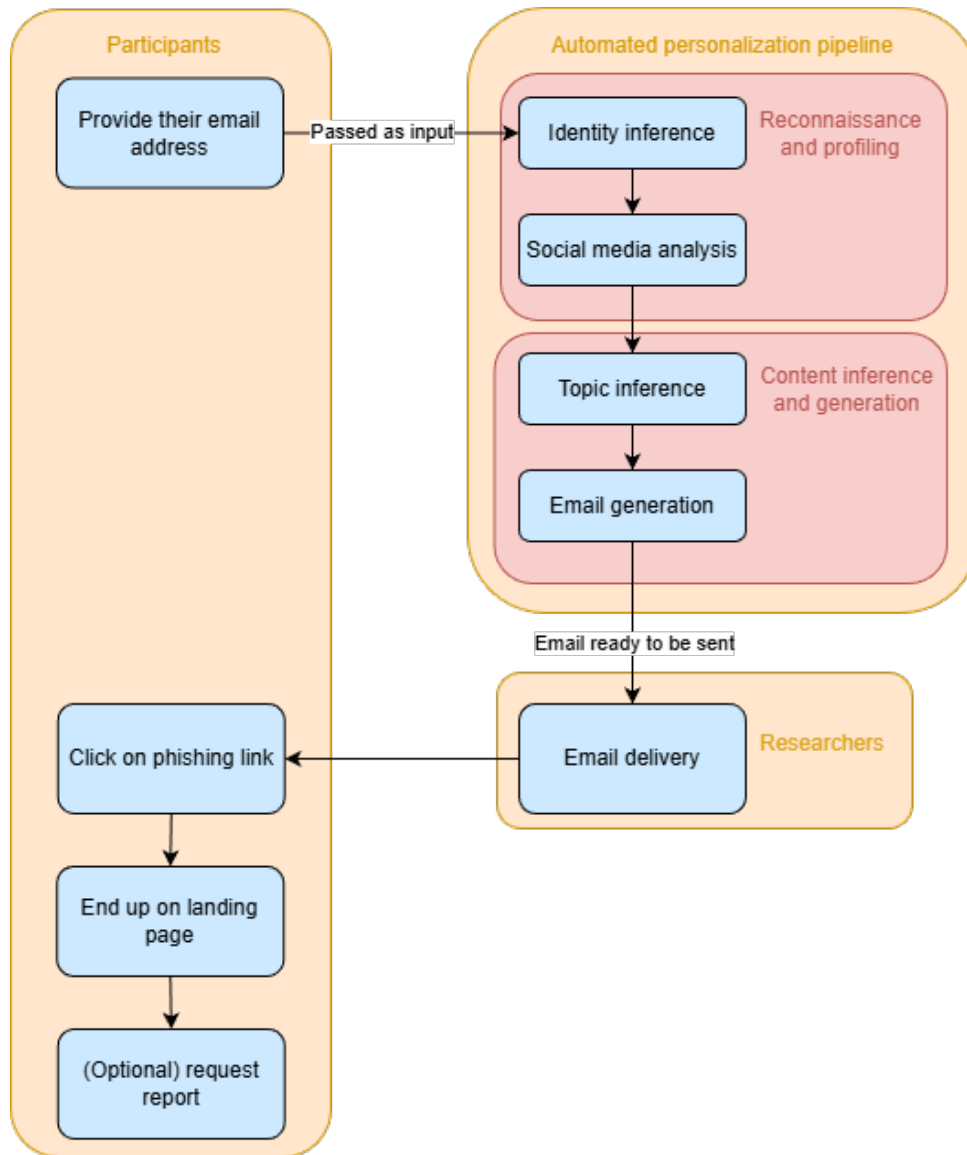 Participants
Automated personalization pipeline
Provide their email
address
Passed as input
Identity inference
Reconnaissance
and profiling
Social media analysis
Topic inference
Content inference
and generation
Email generation
Email ready to be sent
Click on phishing link
Email delivery
Researchers
End up on landing
page
(Optional) request
report